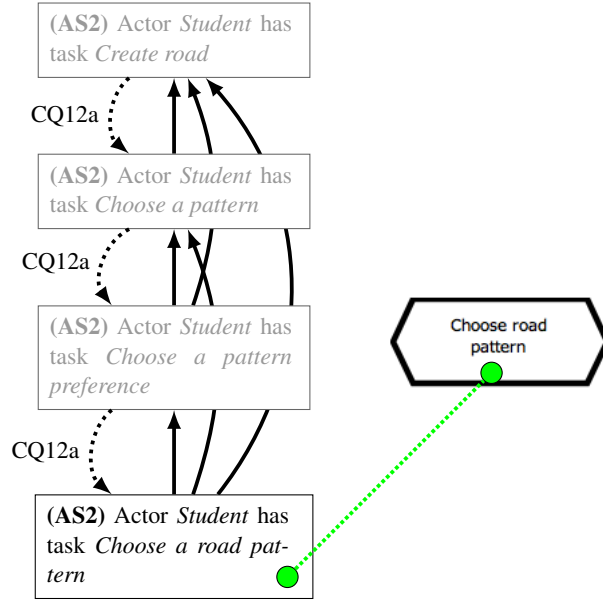 (AS2) Actor Student has
task Create road
CQ12a
(AS2) Actor Student has
task Choose a pattern
CQ12a
(AS2) Actor Student has
task Choose a pattern
preference
Choose road
pattern
CQ12a
(AS2) Actor Student has
task Choose a road pat-
tern